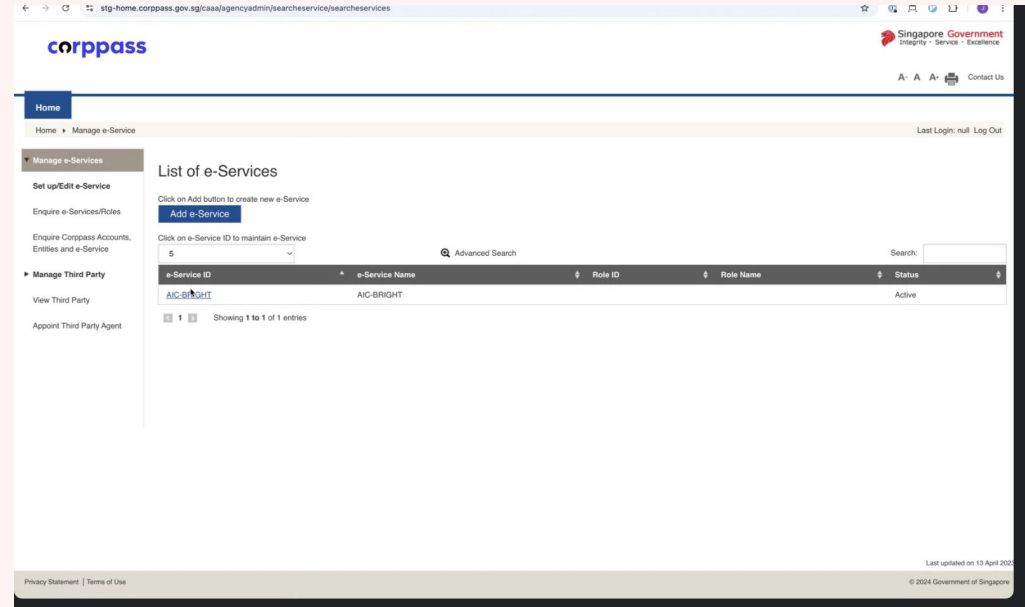 stg-home.corppass.gov.sg/caaa/agencyadmin/searcheservice/searcheservices
corppass
Singapore Government
Integrity · Service · Excellence
A- A A+ Contact Us
Home
Home Manage e-Service
Last Login: null Log Out
Manage e-Services
Set up/Edit e-Service
Enquire e-Services/Roles
Enquire Corppass Accounts,
Entities and e-Service
Manage Third Party
View Third Party
Appoint Third Party Agent
List of e-Services
Click on Add button to create new e-Service
Add e-Service
Click on e-Service ID to maintain e-Service
5 Advanced Search Search:
e-Service ID e-Service Name Role ID Role Name Status
AIC-BRIGHT AIC-BRIGHT Active
1 Showing 1 to 1 of 1 entries
Last updated on 13 April 2023
Privacy Statement | Terms of Use
© 2024 Government of Singapore